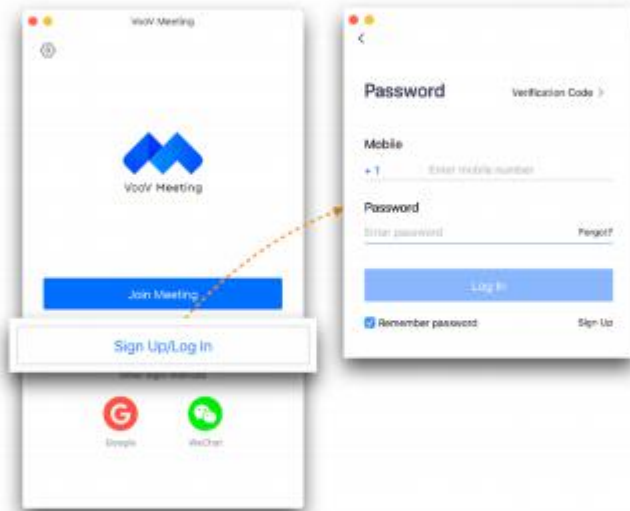 VooV Meeting
VooV Meeting
Join Meeting
Sign Up/Log In
Google
WeChat
Password
Verification Code >
Mobile
+ 1
Enter mobile number
Password
Enter password
Forgot?
Log In
Remember password
Sign Up